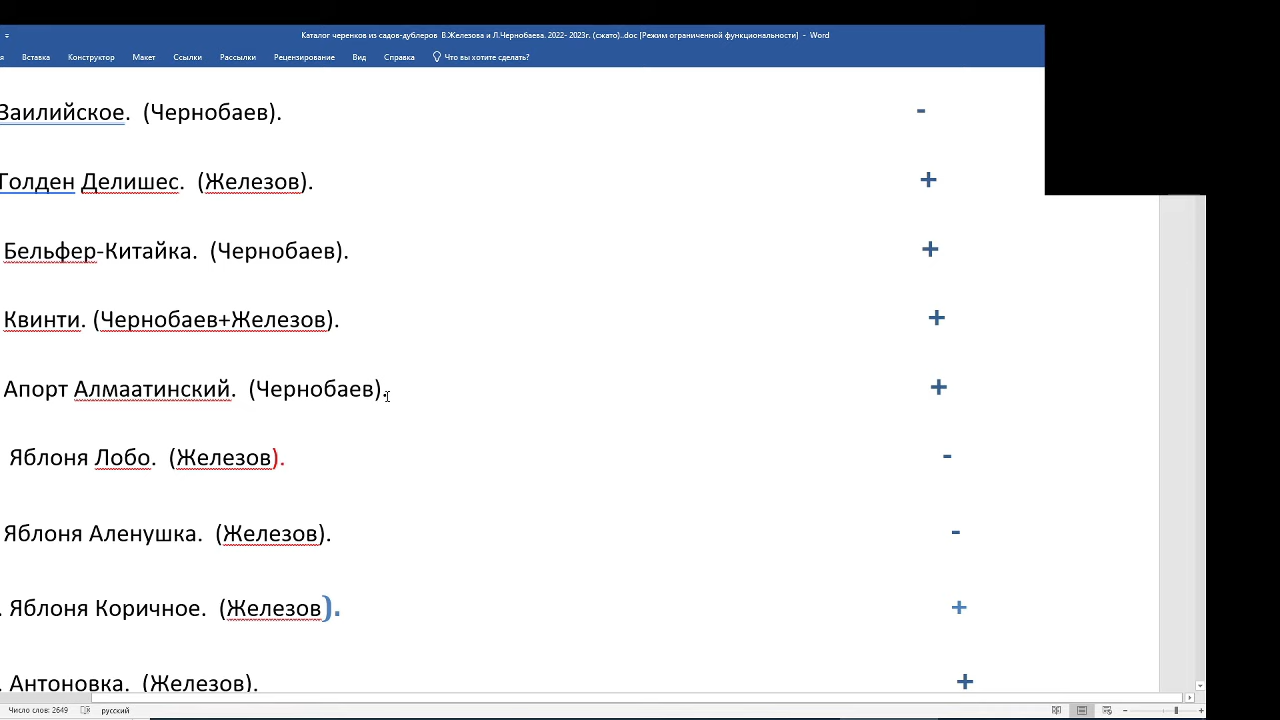 Каталог черенков из садов-дублеров В.Железова и Л.Чернобаева. 2022- 2023г. (сжато)..doc [Режим ограниченной функциональности] - Word
я Вставка Конструктор Макет Ссылки Рассылки Рецензирование Вид Справка Что вы хотите сделать?
Заилийское. (Чернобаев). -
Голден Делишес. (Железов). +
Бельфер-Китайка. (Чернобаев). +
Квинти. (Чернобаев+Железов). +
Апорт Алмаатинский. (Чернобаев). +
Яблоня Лобо. (Железов). -
Яблоня Аленушка. (Железов). -
. Яблоня Коричное. (Железов). +
. Антоновка. (Железов). +
Число слов: 2649 русский